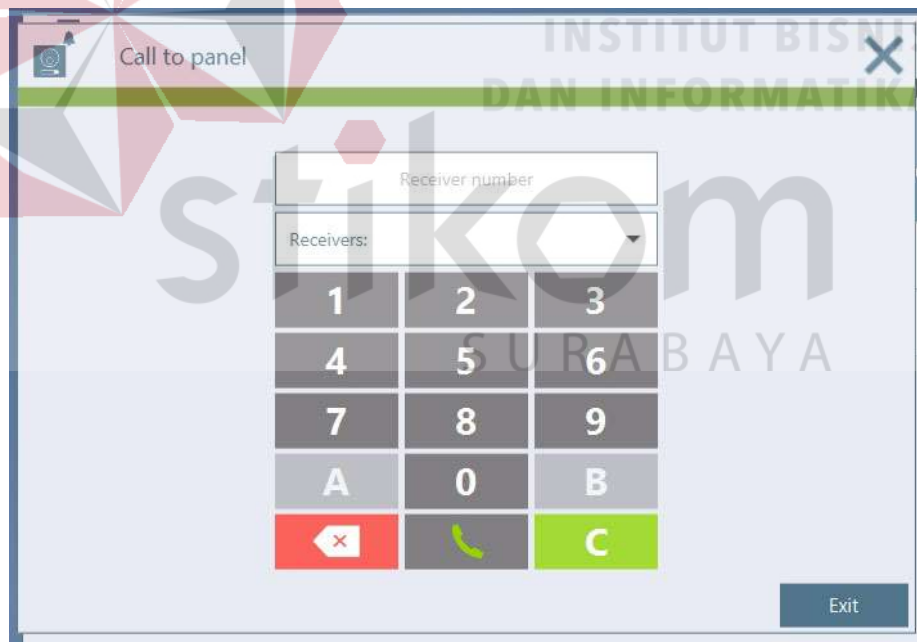 INSTITUT BISNIS
DAN INFORMATIKA
Call to panel
stikom
SURABAYA
Receiver number
Receivers:
1 2 3
4 5 6
7 8 9
A 0 B
C
Exit